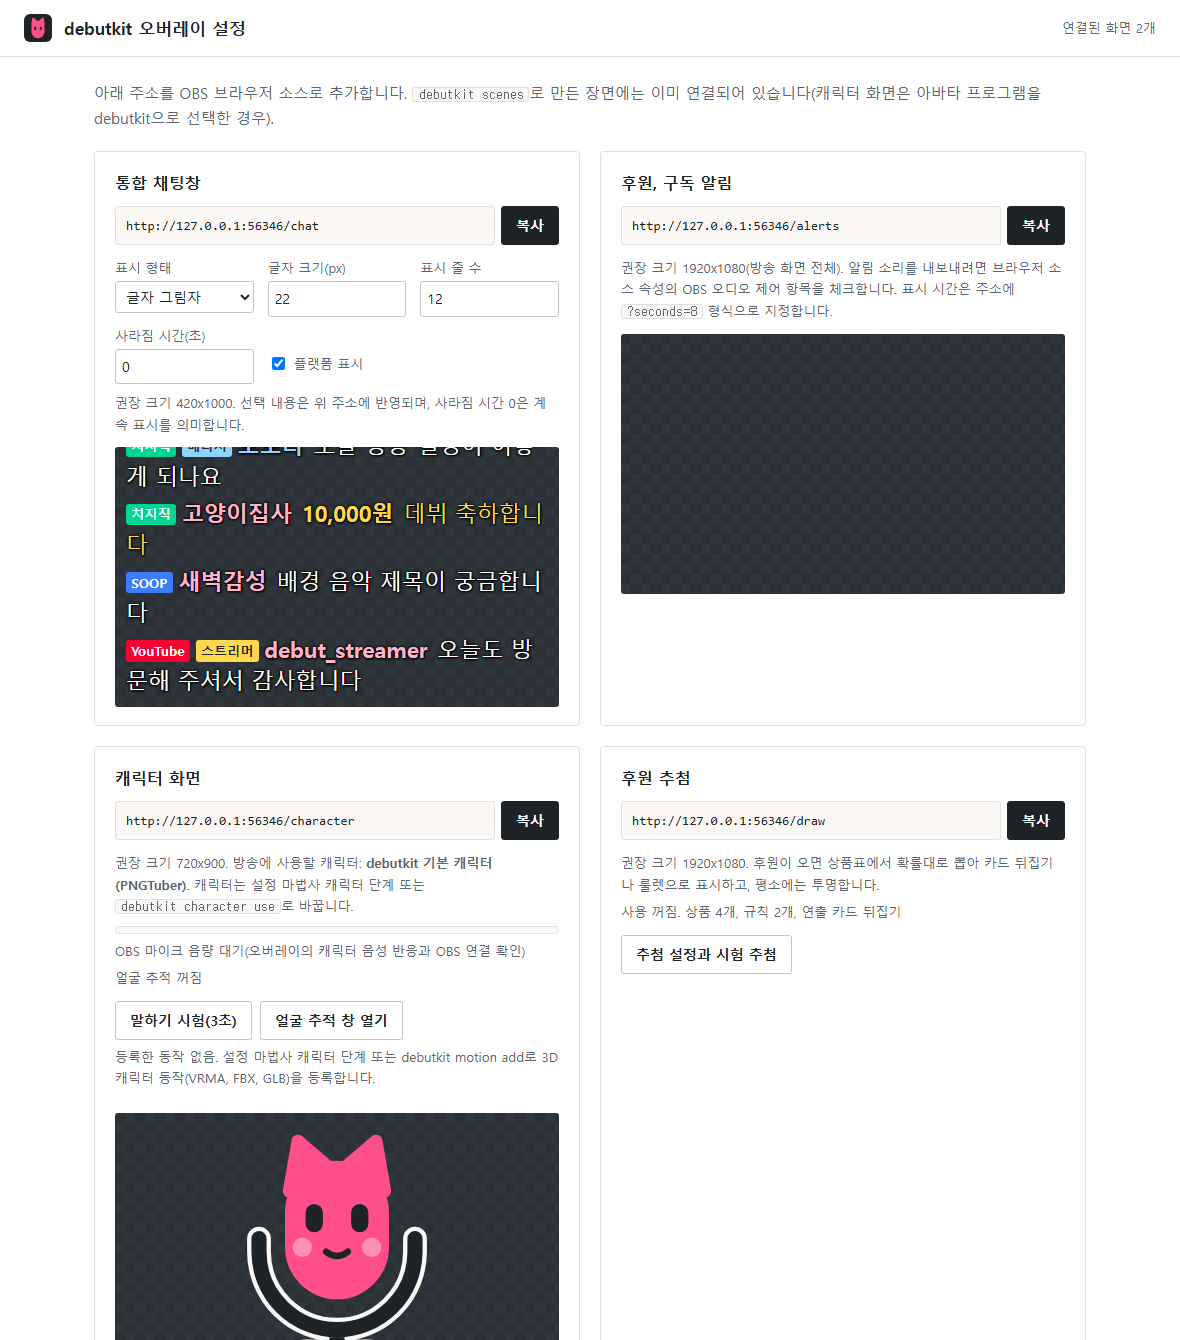 debutkit 오버레이 설정
연결된 화면 2개
아래 주소를 OBS 브라우저 소스로 추가합니다. debutkit scenes로 만든 장면에는 이미 연결되어 있습니다(캐릭터 화면은 아바타 프로그램을
debutkit으로 선택한 경우).
통합 채팅창
http://127.0.0.1:56346/chat
복사
표시 형태
글자 크기(px)
표시 줄 수
글자 그림자
22
12
사라짐 시간(초)
0
플랫폼 표시
권장 크기 420x1000. 선택 내용은 위 주소에 반영되며, 사라짐 시간 0은 계
속 표시를 의미합니다.
게 되나요
치지직 고양이집사 10,000원 데뷔 축하합니
다
SOOP 새벽감성 배경 음악 제목이 궁금합니
다
YouTube 스트리머 debut_streamer 오늘도 방
문해 주셔서 감사합니다
후원, 구독 알림
http://127.0.0.1:56346/alerts
복사
권장 크기 1920x1080(방송 화면 전체). 알림 소리를 내보내려면 브라우저 소
스 속성의 OBS 오디오 제어 항목을 체크합니다. 표시 시간은 주소에
?seconds=8 형식으로 지정합니다.
캐릭터 화면
http://127.0.0.1:56346/character
복사
권장 크기 720x900. 방송에 사용할 캐릭터: debutkit 기본 캐릭터
(PNGTuber). 캐릭터는 설정 마법사 캐릭터 단계 또는
debutkit character use로 바꿉니다.
OBS 마이크 음량 대기(오버레이의 캐릭터 음성 반응과 OBS 연결 확인)
얼굴 추적 꺼짐
말하기 시험(3초)
얼굴 추적 창 열기
등록한 동작 없음. 설정 마법사 캐릭터 단계 또는 debutkit motion add로 3D
캐릭터 동작(VRMA, FBX, GLB)을 등록합니다.
후원 추첨
http://127.0.0.1:56346/draw
복사
권장 크기 1920x1080. 후원이 오면 상품표에서 확률대로 뽑아 카드 뒤집기
나 룰렛으로 표시하고, 평소에는 투명합니다.
사용 꺼짐. 상품 4개, 규칙 2개, 연출 카드 뒤집기
추첨 설정과 시험 추첨